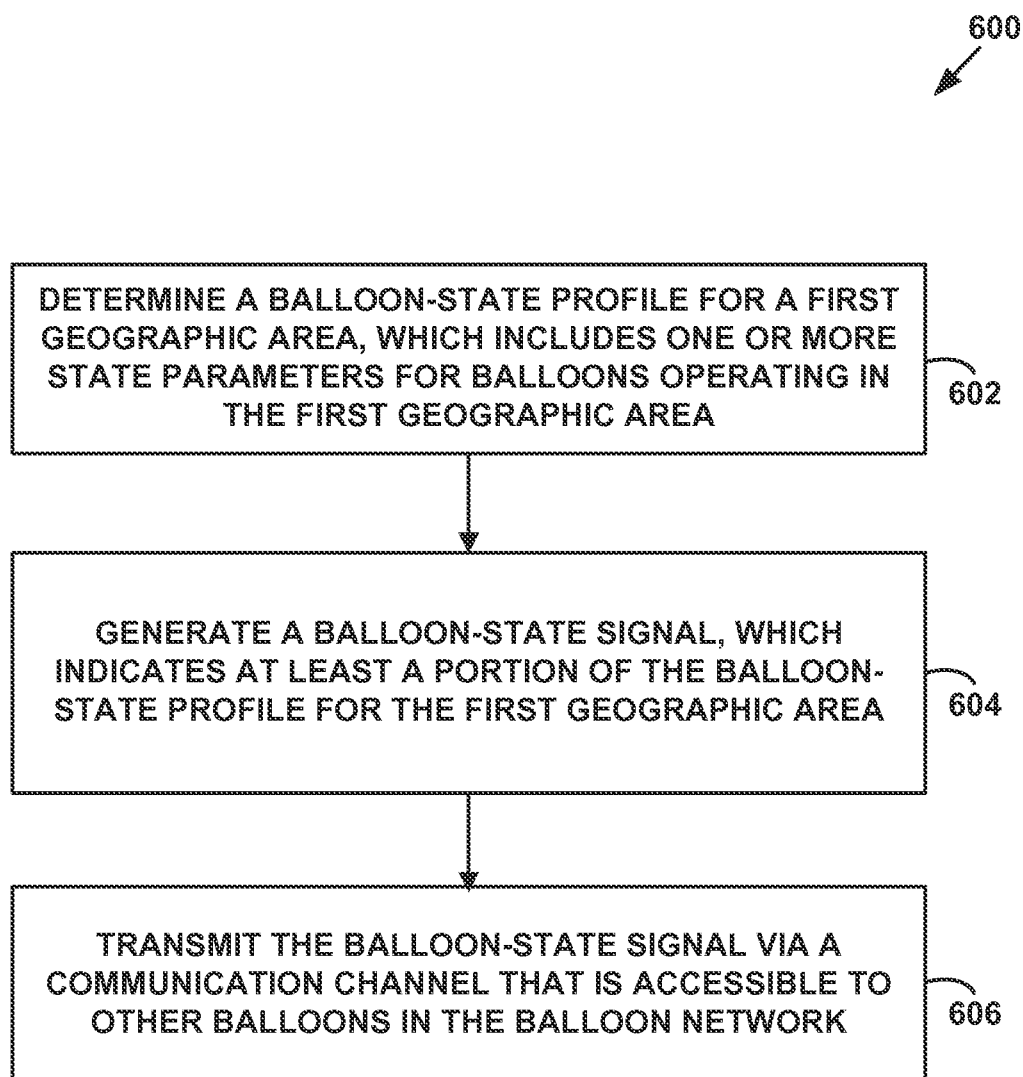 600
DETERMINE A BALLOON-STATE PROFILE FOR A FIRST
GEOGRAPHIC AREA, WHICH INCLUDES ONE OR MORE
STATE PARAMETERS FOR BALLOONS OPERATING IN
THE FIRST GEOGRAPHIC AREA
602
GENERATE A BALLOON-STATE SIGNAL, WHICH
INDICATES AT LEAST A PORTION OF THE BALLOON-
STATE PROFILE FOR THE FIRST GEOGRAPHIC AREA
604
TRANSMIT THE BALLOON-STATE SIGNAL VIA A
COMMUNICATION CHANNEL THAT IS ACCESSIBLE TO
OTHER BALLOONS IN THE BALLOON NETWORK
606